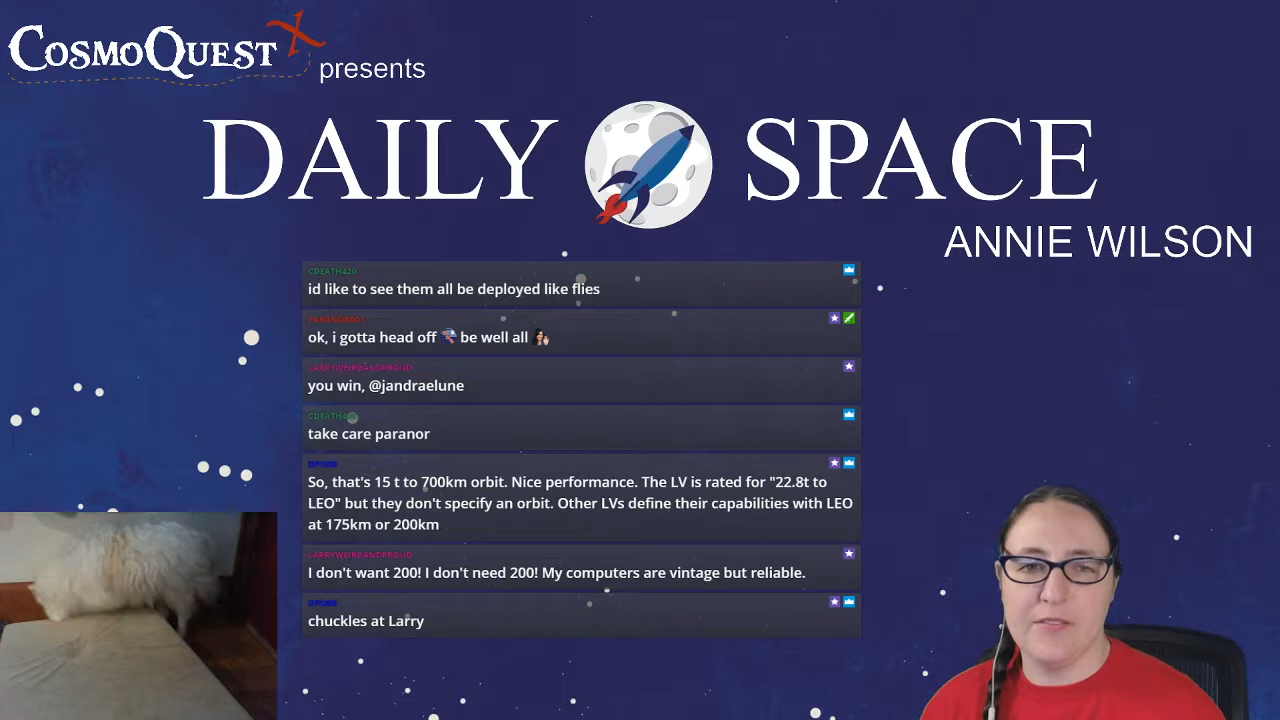 COSMOQUEST X
presents
DAILY SPACE
ANNIE WILSON
CDEATH420
id like to see them all be deployed like flies
ok, i gotta head off be well all
LARRYWEIRDANDPROUD
you win, @jandraelune
take care paranor
So, that's 15 t to 700km orbit. Nice performance. The LV is rated for "22.8t to
LEO" but they don't specify an orbit. Other LVs define their capabilities with LEO
at 175km or 200km
LARRYWEIRDANDPROUD
I don't want 200! I don't need 200! My computers are vintage but reliable.
chuckles at Larry